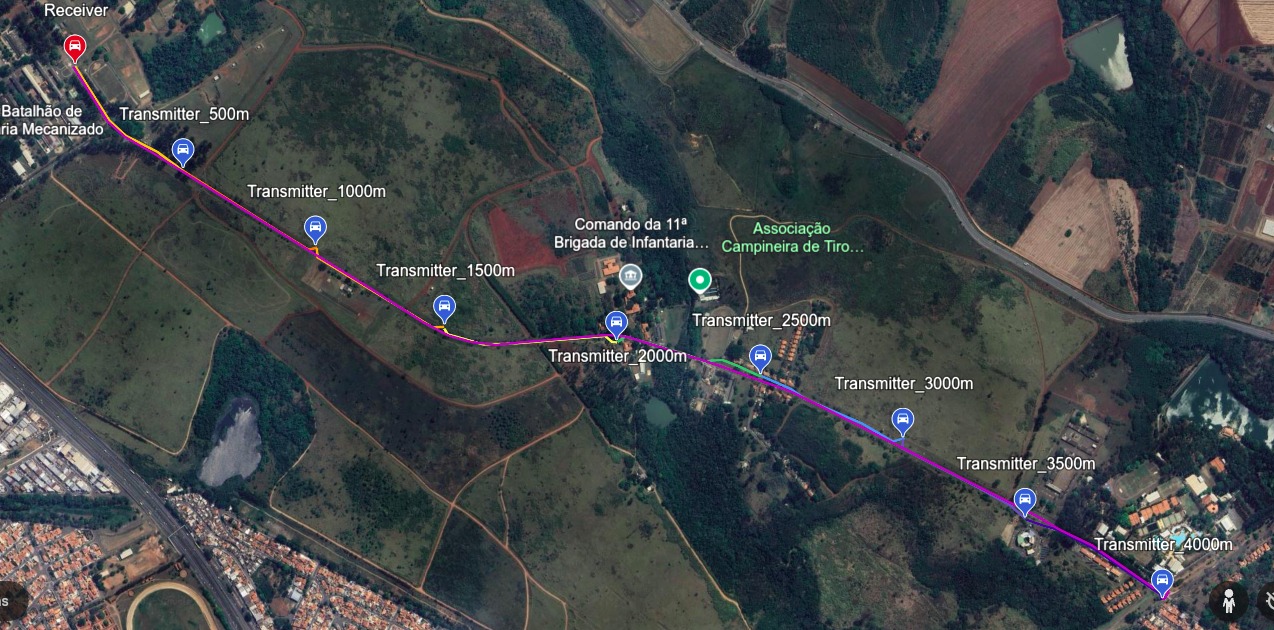 Receiver
Batalhão de
ria Mecanizado
Transmitter_500m
Transmitter_1000m
Comando da 11ª
Brigada de Infantaria...
Associação
Campineira de Tiro...
Transmitter_1500m
Transmitter_2500m
Transmitter_2000m
Transmitter_3000m
Transmitter_3500m
Transmitter_4000m
as